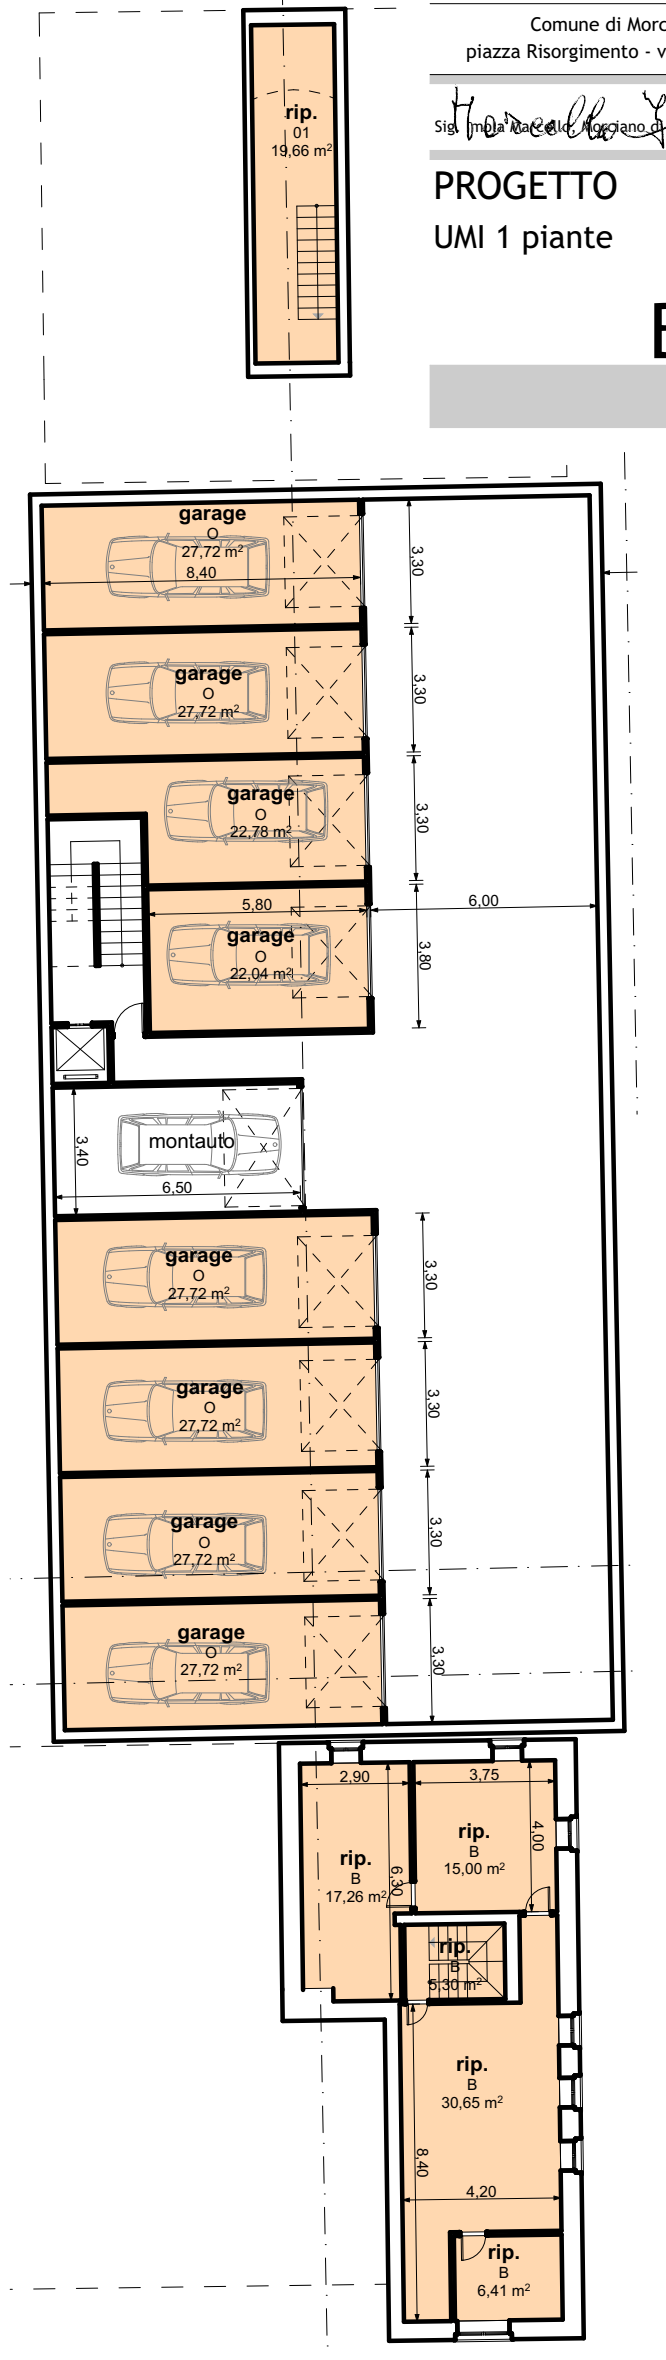 Comune di Morc
piazza Risorgimento - v
Sig. Imola Marcello, Morciano d
PROGETTO
UMI 1 piante
E
rip.
01
19,66 m²
garage
O
27,72 m²
8,40
3,30
garage
O
27,72 m²
3,30
garage
O
22,78 m²
3,30
5,80
6,00
garage
O
22,04 m²
3,80
montauto
3,40
6,50
garage
O
27,72 m²
3,30
garage
O
27,72 m²
3,30
garage
O
27,72 m²
3,30
garage
O
27,72 m²
3,30
2,90
3,75
rip.
B
15,00 m²
4,00
rip.
B
17,26 m²
6,30
rip.
B
5,30 m²
rip.
B
30,65 m²
8,40
4,20
rip.
B
6,41 m²